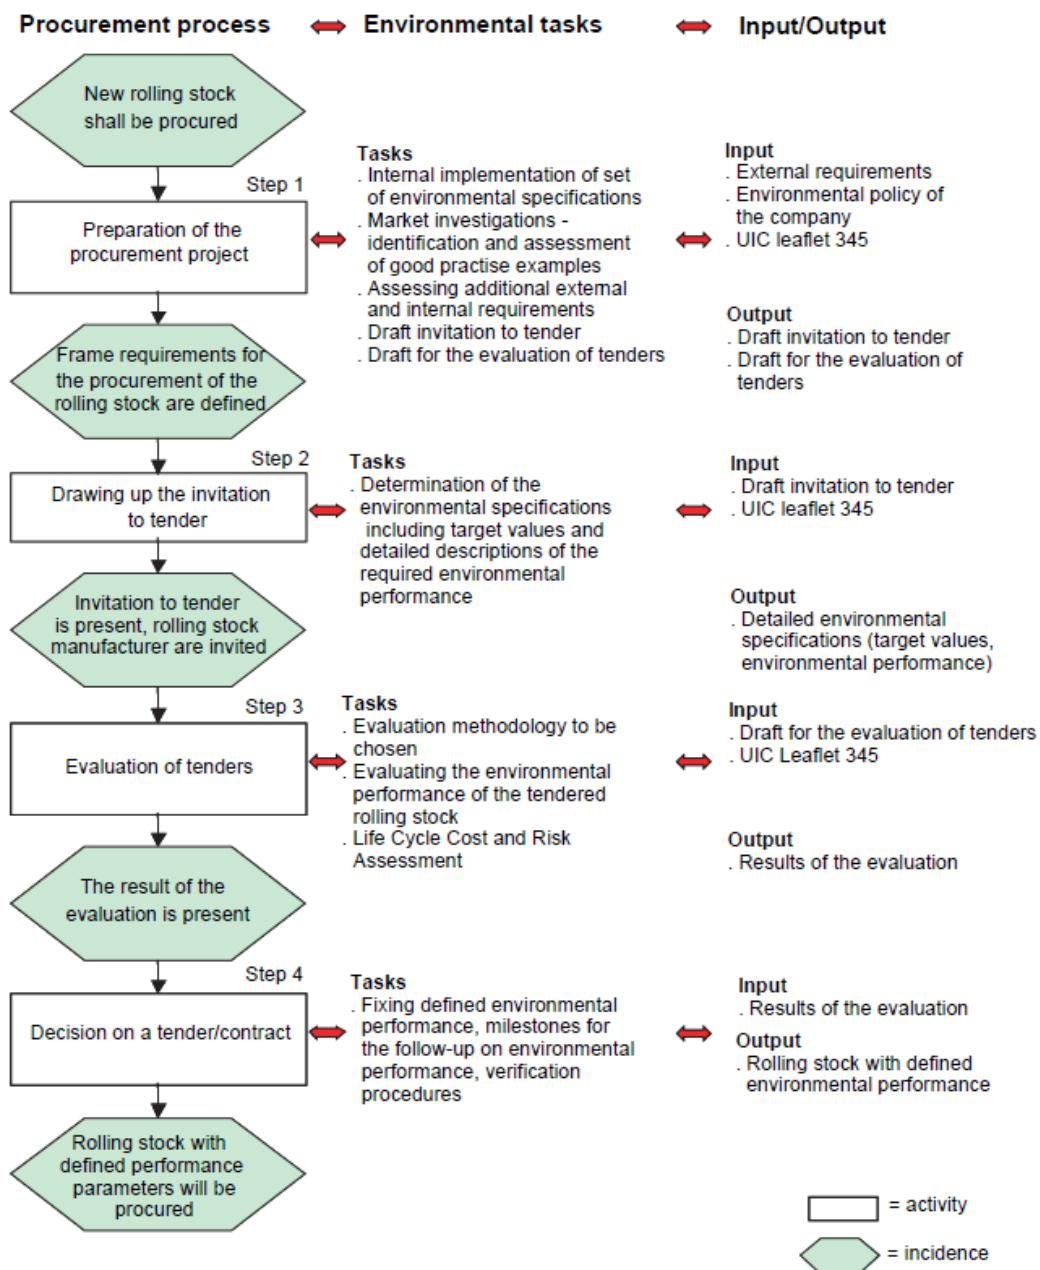 Procurement process
Environmental tasks
Input/Output
New rolling stock
shall be procured
Step 1
Preparation of the
procurement project
Tasks
. Internal implementation of set
of environmental specifications
. Market investigations -
identification and assessment
of good practise examples
. Assessing additional external
and internal requirements
. Draft invitation to tender
. Draft for the evaluation of tenders
Input
. External requirements
. Environmental policy of
the company
. UIC leaflet 345
Output
. Draft invitation to tender
. Draft for the evaluation of
tenders
Frame requirements for
the procurement of the
rolling stock are defined
Step 2
Drawing up the invitation
to tender
Tasks
. Determination of the
environmental specifications
including target values and
detailed descriptions of the
required environmental
performance
Input
. Draft invitation to tender
. UIC leaflet 345
Output
. Detailed environmental
specifications (target values,
environmental performance)
Invitation to tender
is present, rolling stock
manufacturer are invited
Step 3
Evaluation of tenders
Tasks
. Evaluation methodology to be
chosen
. Evaluating the environmental
performance of the tendered
rolling stock
. Life Cycle Cost and Risk
Assessment
Input
. Draft for the evaluation of tenders
. UIC Leaflet 345
Output
. Results of the evaluation
The result of the
evaluation is present
Step 4
Decision on a tender/contract
Tasks
. Fixing defined environmental
performance, milestones for
the follow-up on environmental
performance, verification
procedures
Input
. Results of the evaluation
Output
. Rolling stock with defined
environmental performance
Rolling stock with
defined performance
parameters will be
procured
= activity
= incidence